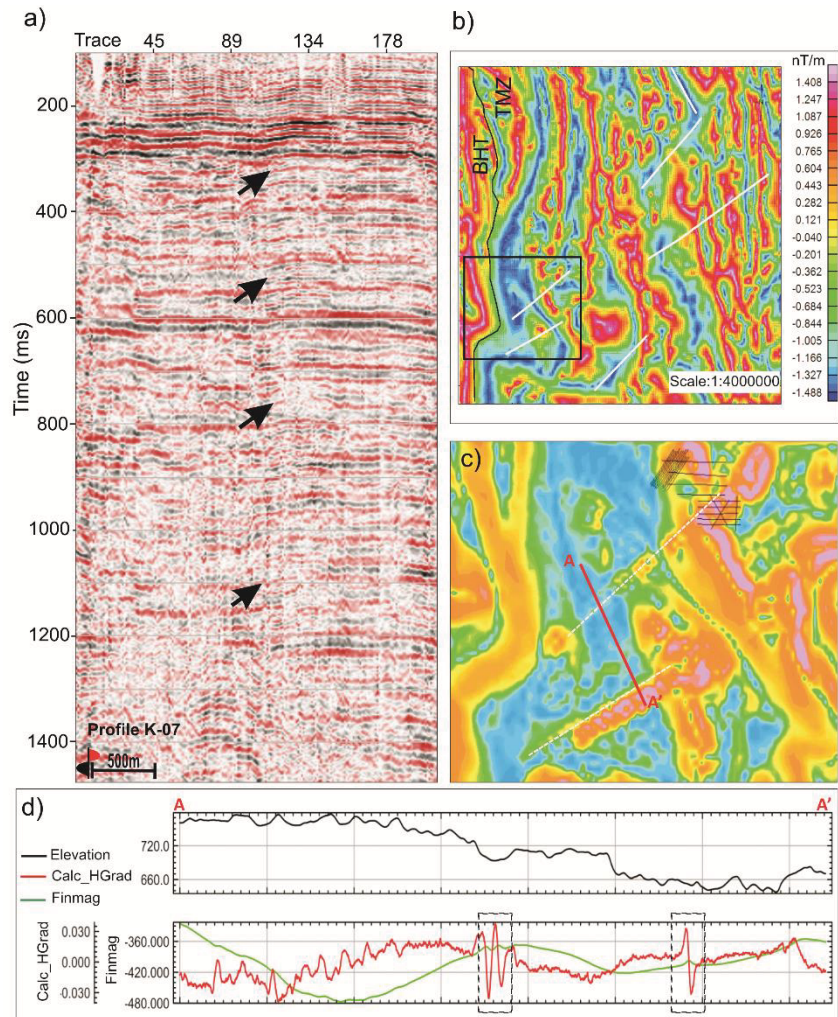 a)
Trace 45 89 134 178
200
400
600
800
1000
1200
1400
Time (ms)
Profile K-07
500m
b)
BHT
TMZ
Scale:1:4000000
nT/m
1.408
1.247
1.087
0.926
0.765
0.604
0.443
0.282
0.121
-0.040
-0.201
-0.362
-0.523
-0.684
-0.844
-1.005
-1.166
-1.327
-1.488
c)
A
A'
d)
A A'
Elevation
Calc_HGrad
Finmag
720.0
660.0
Calc_HGrad
0.030
0.000
-0.030
Finmag
-360.000
-420.000
-480.000